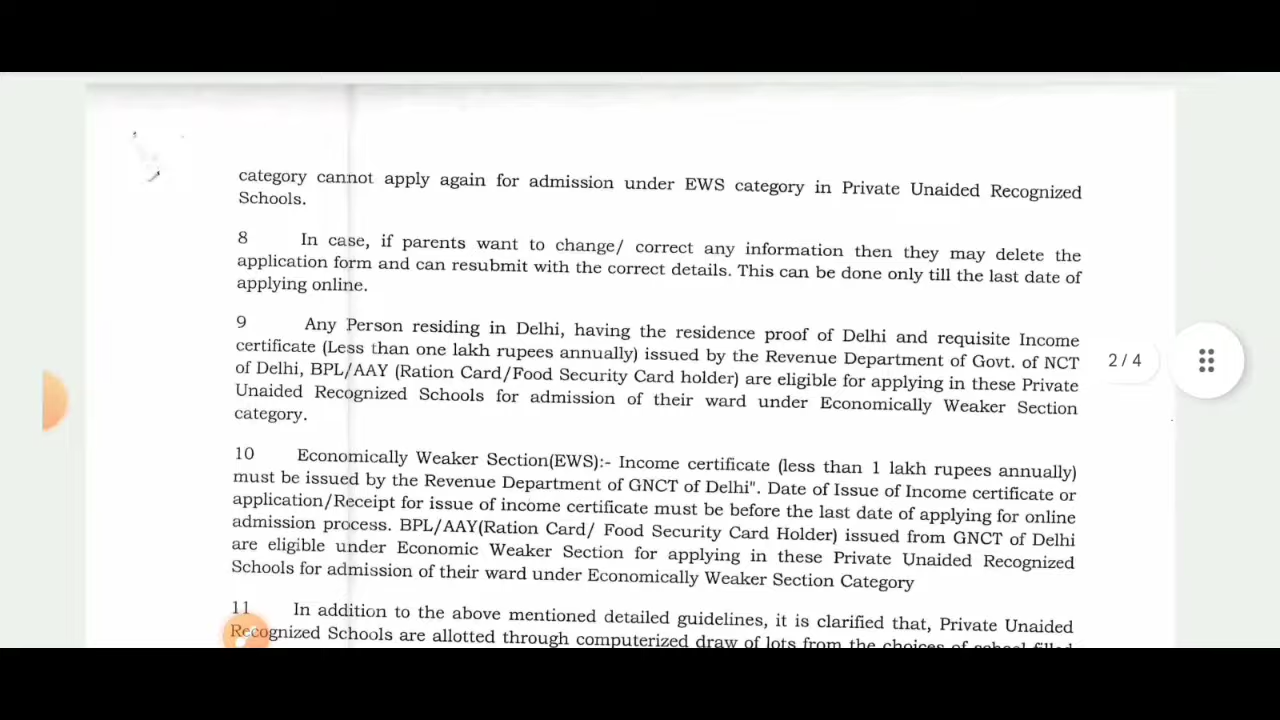 category cannot apply again for admission under EWS category in Private Unaided Recognized
Schools.
8 In case, if parents want to change/ correct any information then they may delete the
application form and can resubmit with the correct details. This can be done only till the last date of
applying online.
9 Any Person residing in Delhi, having the residence proof of Delhi and requisite Income
certificate (Less than one lakh rupees annually) issued by the Revenue Department of Govt. of NCT
of Delhi, BPL/AAY (Ration Card/Food Security Card holder) are eligible for applying in these Private
Unaided Recognized Schools for admission of their ward under Economically Weaker Section
category.
2 / 4
10 Economically Weaker Section(EWS):- Income certificate (less than 1 lakh rupees annually)
must be issued by the Revenue Department of GNCT of Delhi". Date of Issue of Income certificate or
application/Receipt for issue of income certificate must be before the last date of applying for online
admission process. BPL/AAY(Ration Card/ Food Security Card Holder) issued from GNCT of Delhi
are eligible under Economic Weaker Section for applying in these Private Unaided Recognized
Schools for admission of their ward under Economically Weaker Section Category
11 In addition to the above mentioned detailed guidelines, it is clarified that, Private Unaided
Recognized Schools are allotted through computerized draw of lots from the choices of school filled